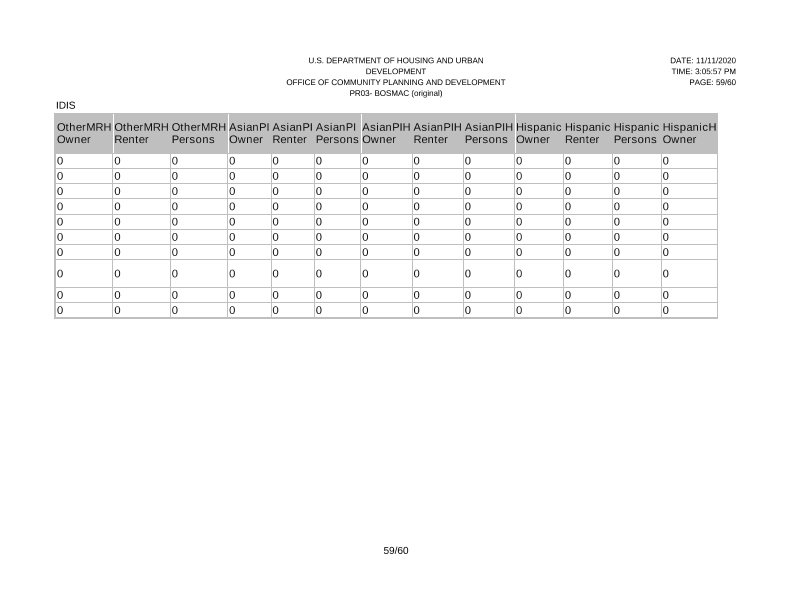 U.S. DEPARTMENT OF HOUSING AND URBAN
DEVELOPMENT
OFFICE OF COMMUNITY PLANNING AND DEVELOPMENT
PR03- BOSMAC (original)
DATE: 11/11/2020
TIME: 3:05:57 PM
PAGE: 59/60
IDIS
OtherMRH OtherMRH OtherMRH AsianPI AsianPI AsianPI AsianPIH AsianPIH AsianPIH Hispanic Hispanic Hispanic HispanicH
Owner Renter Persons Owner Renter Persons Owner Renter Persons Owner Renter Persons Owner
0 0 0 0 0 0 0 0 0 0 0 0 0
0 0 0 0 0 0 0 0 0 0 0 0 0
0 0 0 0 0 0 0 0 0 0 0 0 0
0 0 0 0 0 0 0 0 0 0 0 0 0
0 0 0 0 0 0 0 0 0 0 0 0 0
0 0 0 0 0 0 0 0 0 0 0 0 0
0 0 0 0 0 0 0 0 0 0 0 0 0
0 0 0 0 0 0 0 0 0 0 0 0 0
0 0 0 0 0 0 0 0 0 0 0 0 0
0 0 0 0 0 0 0 0 0 0 0 0 0
59/60